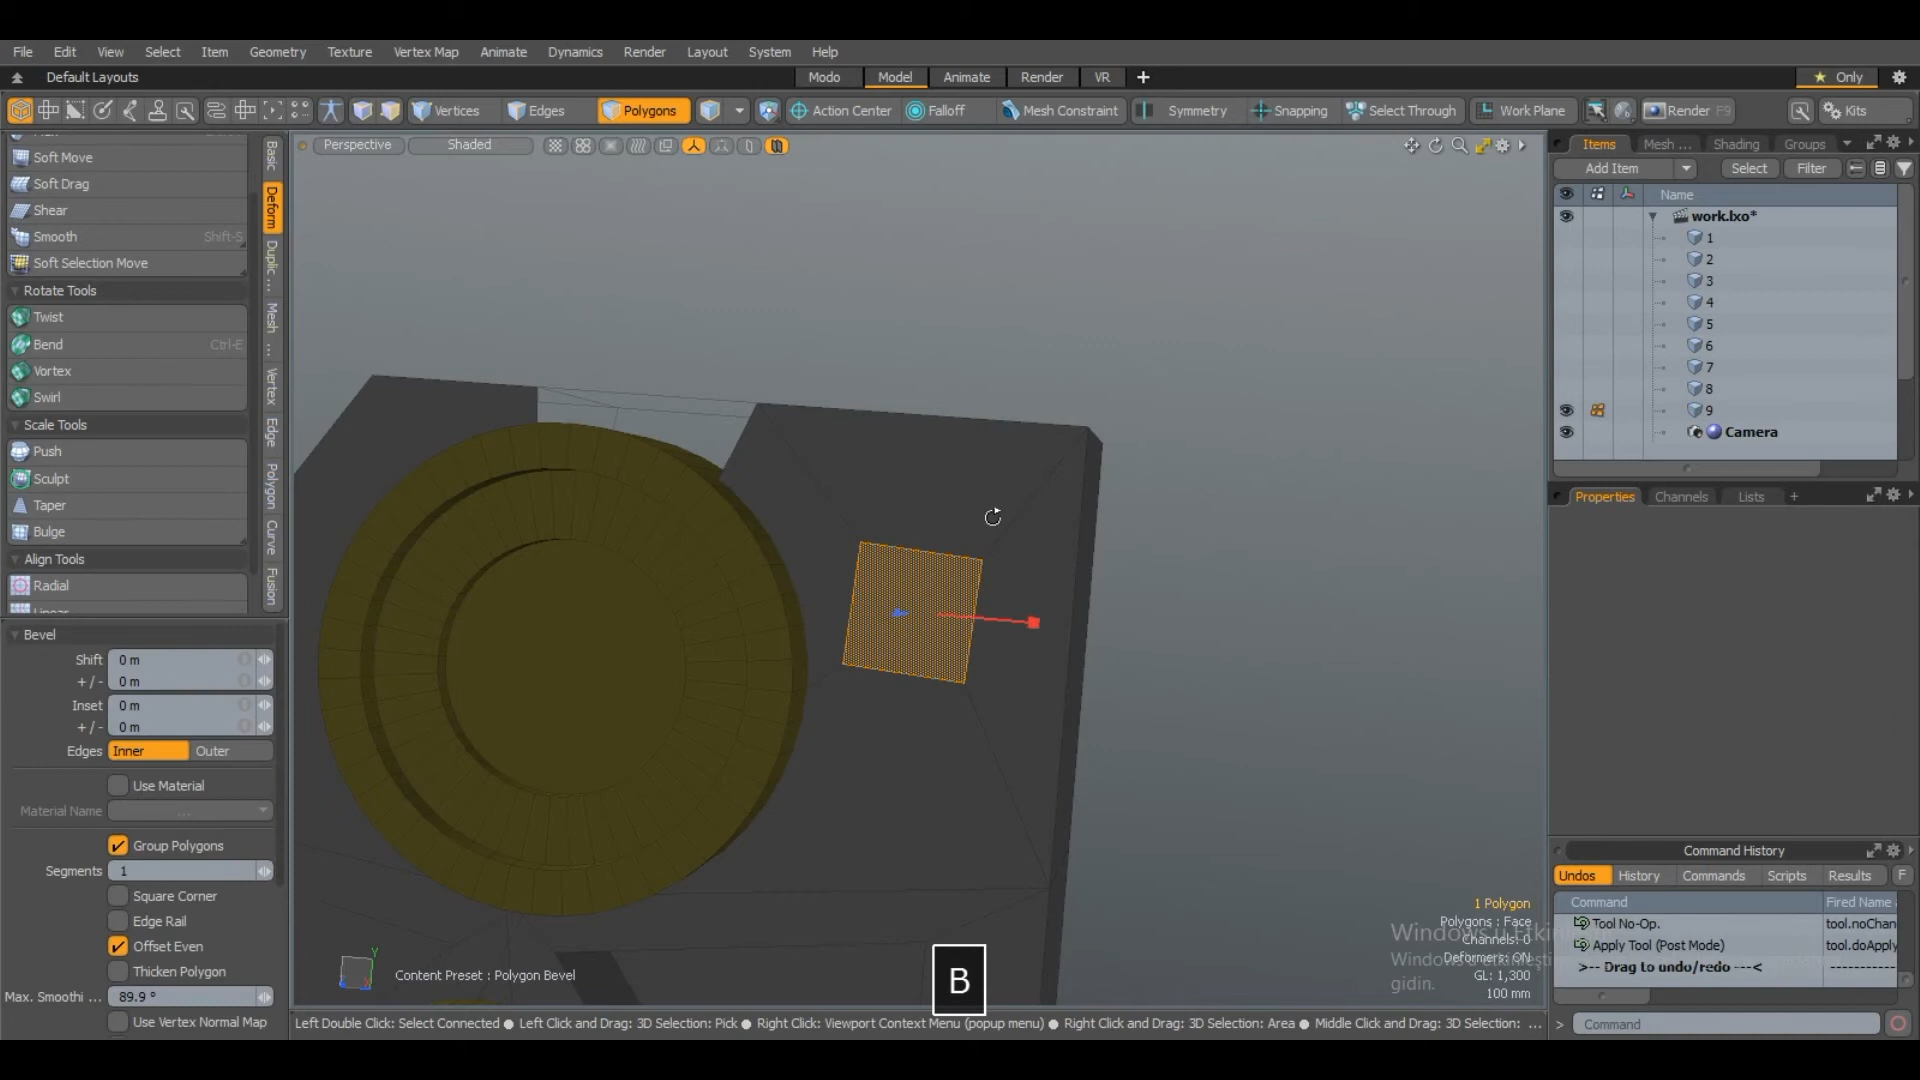 File Edit View Select Item Geometry Texture Vertex Map Animate Dynamics Render Layout System Help
Default Layouts Modo Model Animate Render VR + Only
Vertices Edges Polygons Action Center Falloff Mesh Constraint Symmetry Snapping Select Through Work Plane Render F9 Kits
Soft Move
Soft Drag
Shear
Smooth Shift-S
Soft Selection Move
Rotate Tools
Twist
Bend Ctrl-E
Vortex
Swirl
Scale Tools
Push
Sculpt
Taper
Bulge
Align Tools
Radial
Basic
Deform
Duplic ...
Mesh ...
Vertex
Edge
Polygon
Curve
Fusion
Bevel
Shift 0 m
+ / - 0 m
Inset 0 m
+ / - 0 m
Edges Inner Outer
Use Material
Material Name ...
Group Polygons
Segments 1
Square Corner
Edge Rail
Offset Even
Thicken Polygon
Max. Smoothi ... 89.9 °
Use Vertex Normal Map
Perspective Shaded
Y
Content Preset : Polygon Bevel
B
1 Polygon
Polygons : Face
Channels: 0
Deformers: ON
GL: 1,300
100 mm
gidin.
Left Double Click: Select Connected ● Left Click and Drag: 3D Selection: Pick ● Right Click: Viewport Context Menu (popup menu) ● Right Click and Drag: 3D Selection: Area ● Middle Click and Drag: 3D Selection: ...
Items Mesh ... Shading Groups
Add Item Select Filter
Name
work.lxo*
1
2
3
4
5
6
7
8
9
Camera
Properties Channels Lists +
Command History
Undos History Commands Scripts Results F
Command Fired Name
Tool No-Op. tool.noChan
Apply Tool (Post Mode) tool.doApply
>-- Drag to undo/redo ---<
> Command